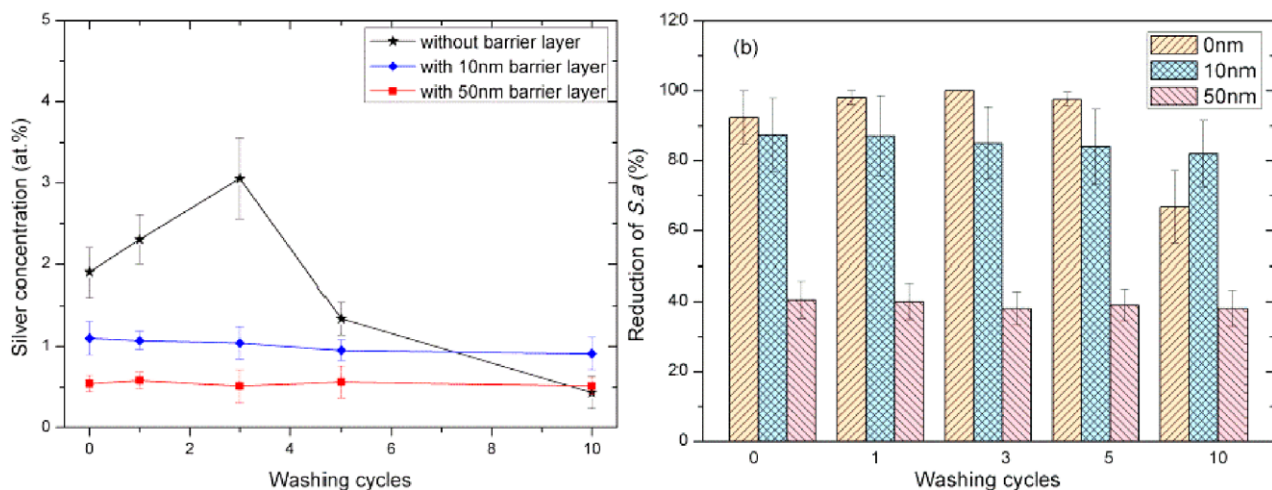 5
4
3
2
1
0
0
2
4
6
8
10
Silver concentration (at.%)
Washing cycles
without barrier layer
with 10nm barrier layer
with 50nm barrier layer
(b)
120
100
80
60
40
20
0
0
1
3
5
10
Reduction of S.a (%)
Washing cycles
0nm
10nm
50nm